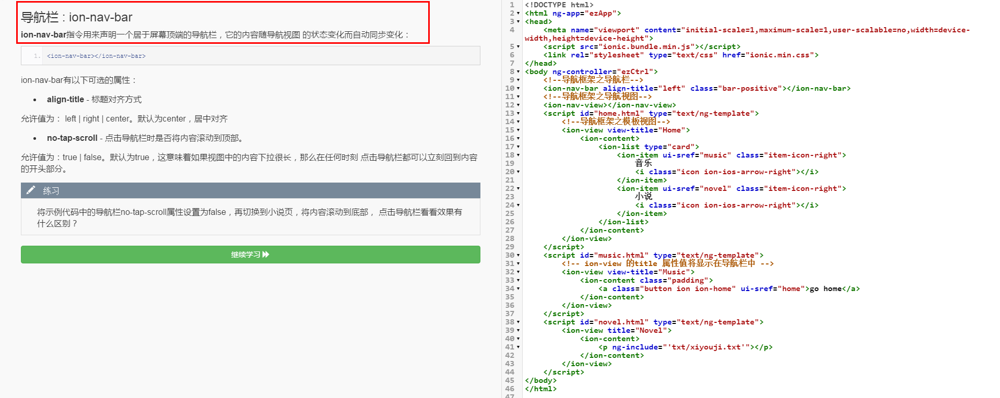 导航栏 : ion-nav-bar
ion-nav-bar指令用来声明一个居于屏幕顶端的导航栏，它的内容随导航视图 的状态变化而自动同步变化：
1. <ion-nav-bar></ion-nav-bar>
ion-nav-bar有以下可选的属性：
• align-title - 标题对齐方式
允许值为： left | right | center。默认为center，居中对齐
• no-tap-scroll - 点击导航栏时是否将内容滚动到顶部。
允许值为：true | false。默认为true，这意味着如果视图中的内容下拉很长，那么在任何时刻 点击导航栏都可以立刻回到内容
的开头部分。
练习
将示例代码中的导航栏no-tap-scroll属性设置为false，再切换到小说页，将内容滚动到底部， 点击导航栏看看效果有
什么区别？
继续学习
1 <!DOCTYPE html>
2 <html ng-app="ezApp">
3 <head>
4 <meta name="viewport" content="initial-scale=1,maximum-scale=1,user-scalable=no,width=device-
width,height=device-height">
5 <script src="ionic.bundle.min.js"></script>
6 <link rel="stylesheet" type="text/css" href="ionic.min.css">
7 </head>
8 <body ng-controller="ezCtrl">
9 <!--导航框架之导航栏-->
10 <ion-nav-bar align-title="left" class="bar-positive"></ion-nav-bar>
11 <!--导航框架之导航视图-->
12 <ion-nav-view></ion-nav-view>
13 <script id="home.html" type="text/ng-template">
14 <!--导航框架之模板视图-->
15 <ion-view view-title="Home">
16 <ion-content>
17 <ion-list type="card">
18 <ion-item ui-sref="music" class="item-icon-right">
19 音乐
20 <i class="icon ion-ios-arrow-right"></i>
21 </ion-item>
22 <ion-item ui-sref="novel" class="item-icon-right">
23 小说
24 <i class="icon ion-ios-arrow-right"></i>
25 </ion-item>
26 </ion-list>
27 </ion-content>
28 </ion-view>
29 </script>
30 <script id="music.html" type="text/ng-template">
31 <!-- ion-view 的title 属性值将显示在导航栏中 -->
32 <ion-view view-title="Music">
33 <ion-content class="padding">
34 <a class="button ion ion-home" ui-sref="home">go home</a>
35 </ion-content>
36 </ion-view>
37 </script>
38 <script id="novel.html" type="text/ng-template">
39 <ion-view title="Novel">
40 <ion-content>
41 <p ng-include="'txt/xiyouji.txt'"></p>
42 </ion-content>
43 </ion-view>
44 </script>
45 </body>
46 </html>
47